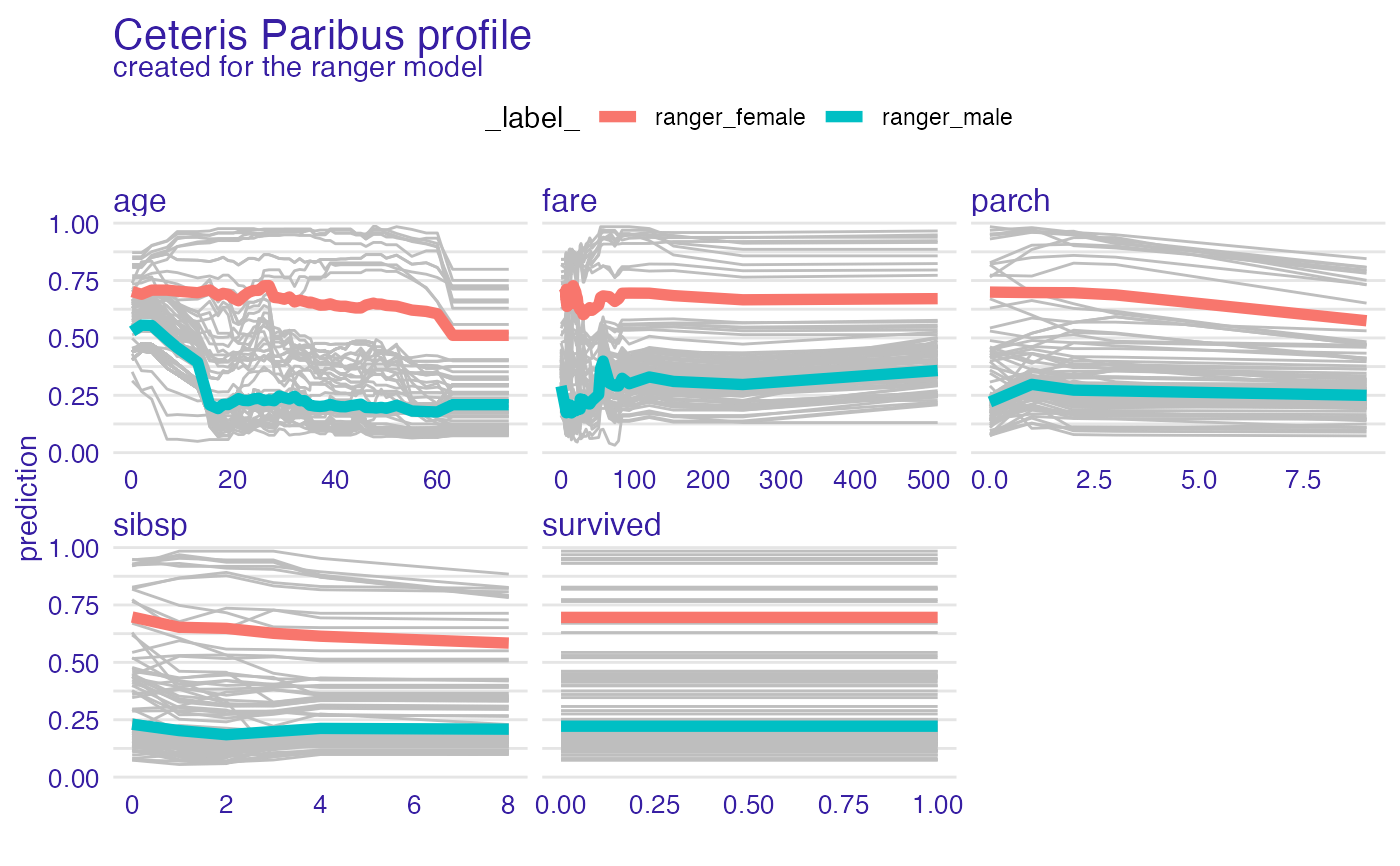 Ceteris Paribus profile
created for the ranger model
_label_ ranger_female ranger_male
age fare parch
1.00
0.75
0.50
0.25
0.00
0 20 40 60 0 100 200 300 400 500 0.0 2.5 5.0 7.5
prediction
sibsp survived
1.00
0.75
0.50
0.25
0.00
0 2 4 6 8 0.00 0.25 0.50 0.75 1.00